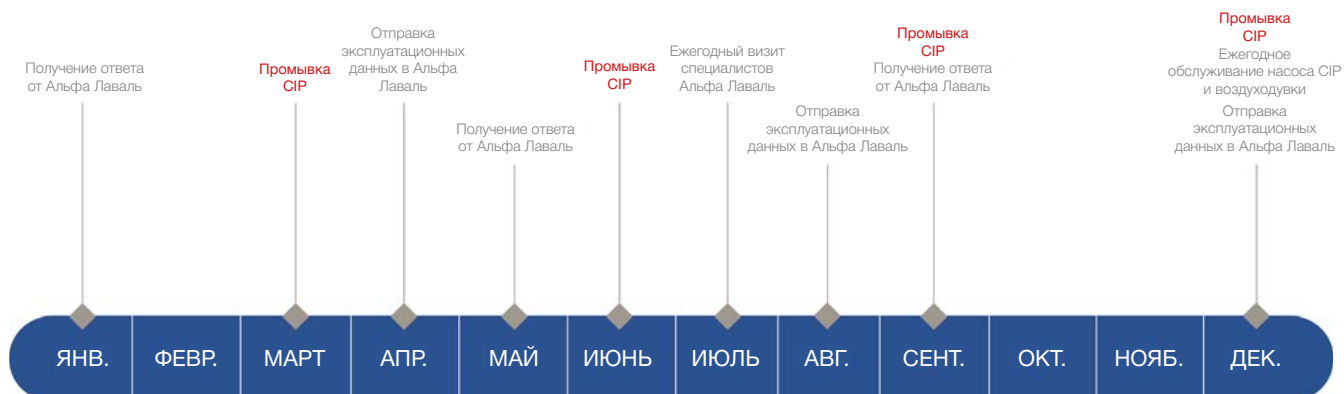 Получение ответа
от Альфа Лаваль
Промывка
CIP
Отправка
эксплуатационных
данных в Альфа
Лаваль
Получение ответа
от Альфа Лаваль
Промывка
CIP
Ежегодный визит
специалистов
Альфа Лаваль
Отправка
эксплуатационных
данных в Альфа Лаваль
Промывка
CIP
Получение ответа
от Альфа Лаваль
Промывка
CIP
Ежегодное
обслуживание насоса CIP
и воздуходувки
Отправка
эксплуатационных
данных в Альфа Лаваль
ЯНВ.
ФЕВР.
МАРТ
АПР.
МАЙ
ИЮНЬ
ИЮЛЬ
АВГ.
СЕНТ.
ОКТ.
НОЯБ.
ДЕК.